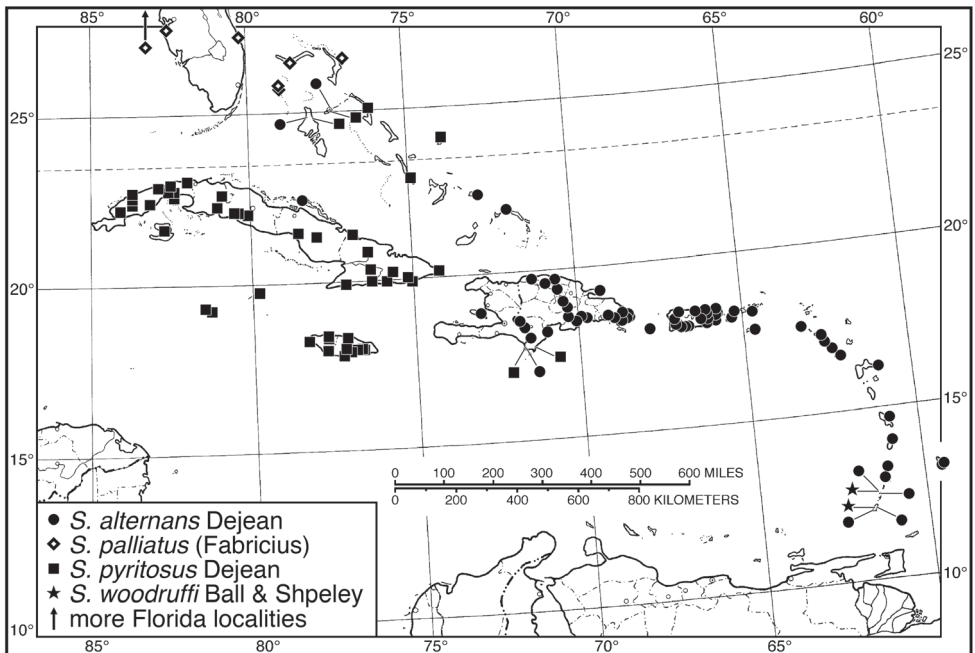 85° 80° 75° 70° 65° 60°
25°
25°
20°
20°
15°
15°
0 100 200 300 400 500 600 MILES
0 200 400 600 800 KILOMETERS
S. alternans Dejean
S. palliatus (Fabricius)
S. pyritosus Dejean
S. woodruffi Ball & Shpeley
more Florida localities
10°
10°
85° 80° 75° 70° 65°